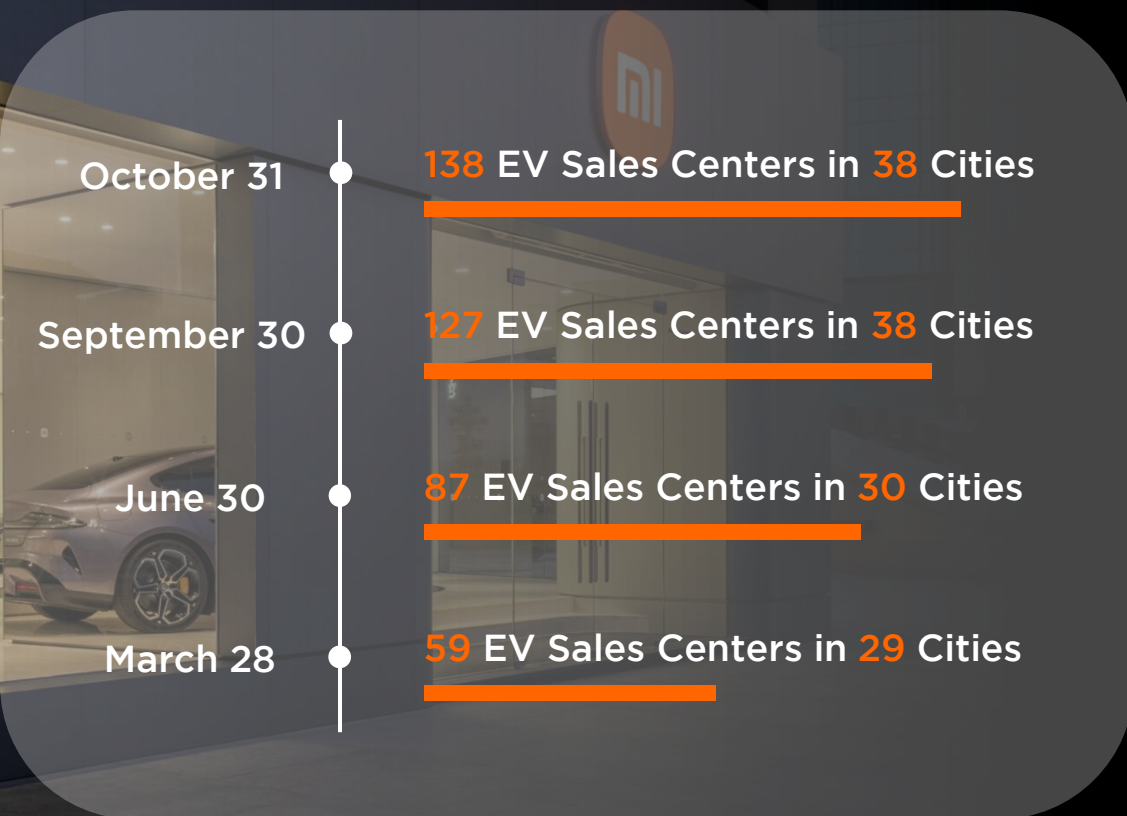 October 31
138 EV Sales Centers in 38 Cities
September 30
127 EV Sales Centers in 38 Cities
June 30
87 EV Sales Centers in 30 Cities
March 28
59 EV Sales Centers in 29 Cities